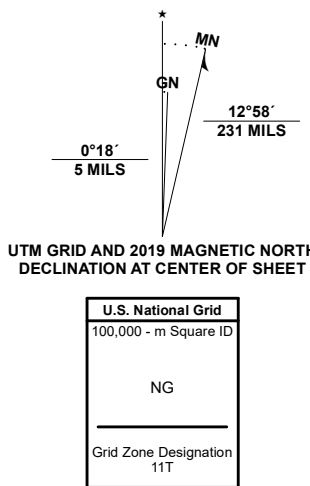 ★
MN
GN
12°58´
231 MILS
0°18´
5 MILS
UTM GRID AND 2019 MAGNETIC NORTH
DECLINATION AT CENTER OF SHEET
U.S. National Grid
100,000 - m Square ID
NG
Grid Zone Designation
11T